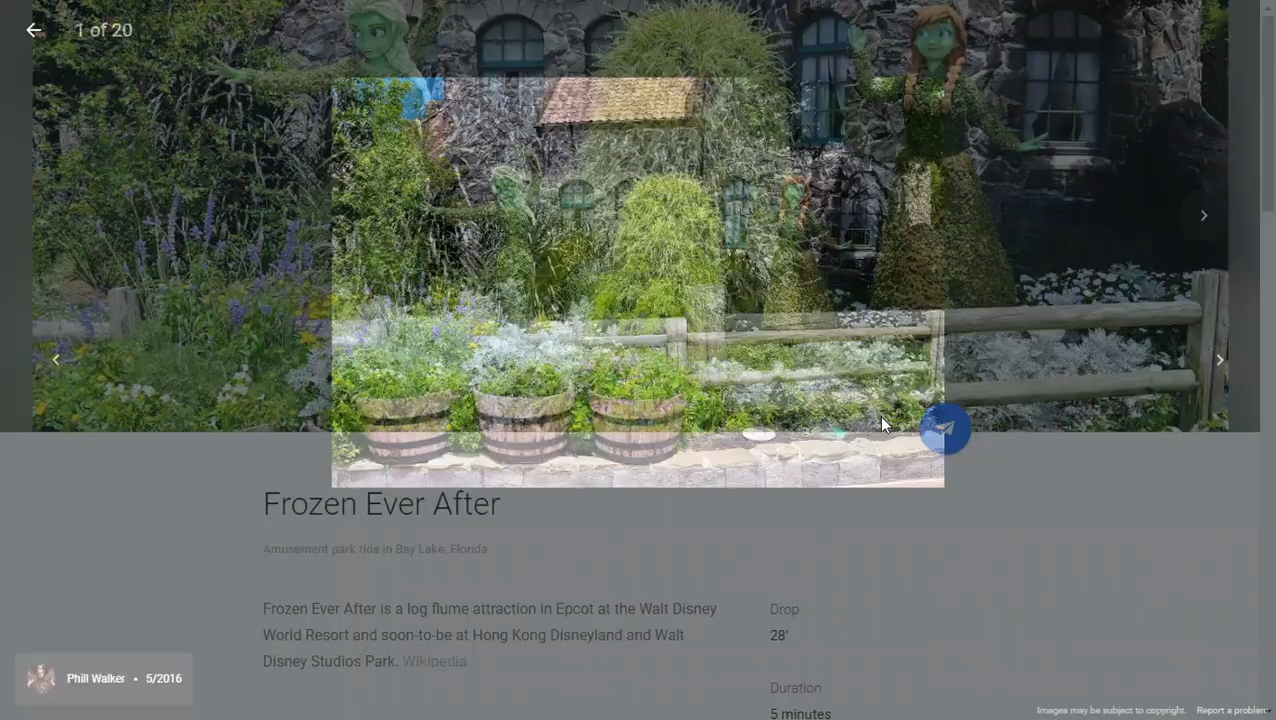 1 of 20
Frozen Ever After
Amusement park ride in Bay Lake, Florida
Frozen Ever After is a log flume attraction in Epcot at the Walt Disney
World Resort and soon-to-be at Hong Kong Disneyland and Walt
Disney Studios Park. Wikipedia
Drop
28'
Duration
5 minutes
Phill Walker • 5/2016
Images may be subject to copyright. Report a problem